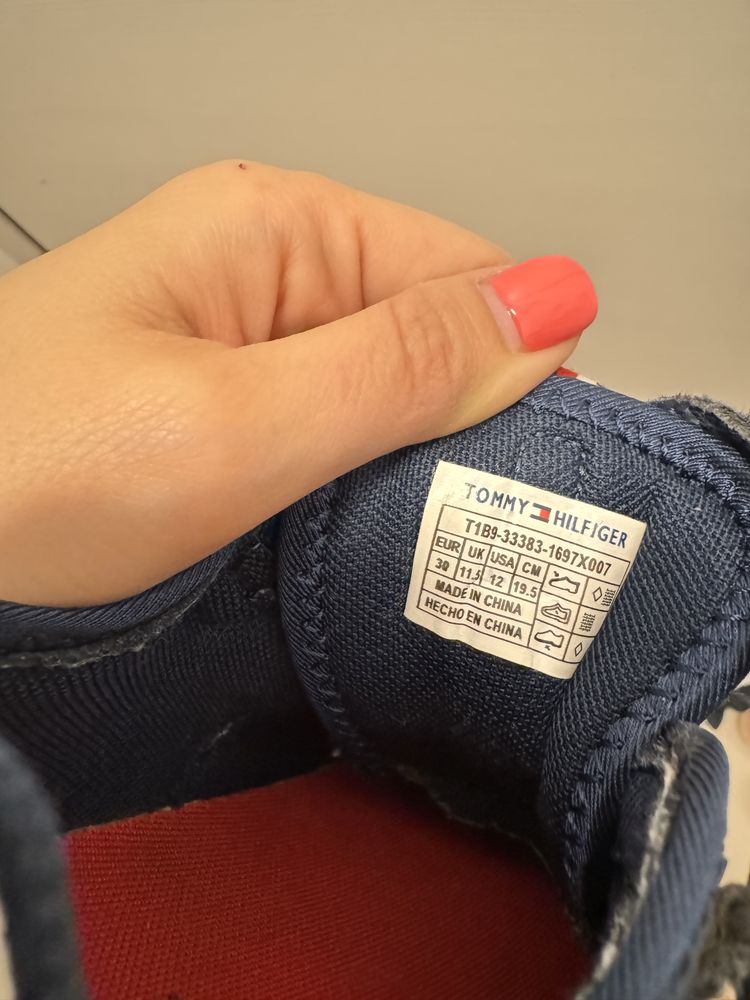 TOMMY HILFIGER
T1B9-33383-1697X007
EUR UK USA CM
30 11.5 12 19.5
MADE IN CHINA
HECHO EN CHINA